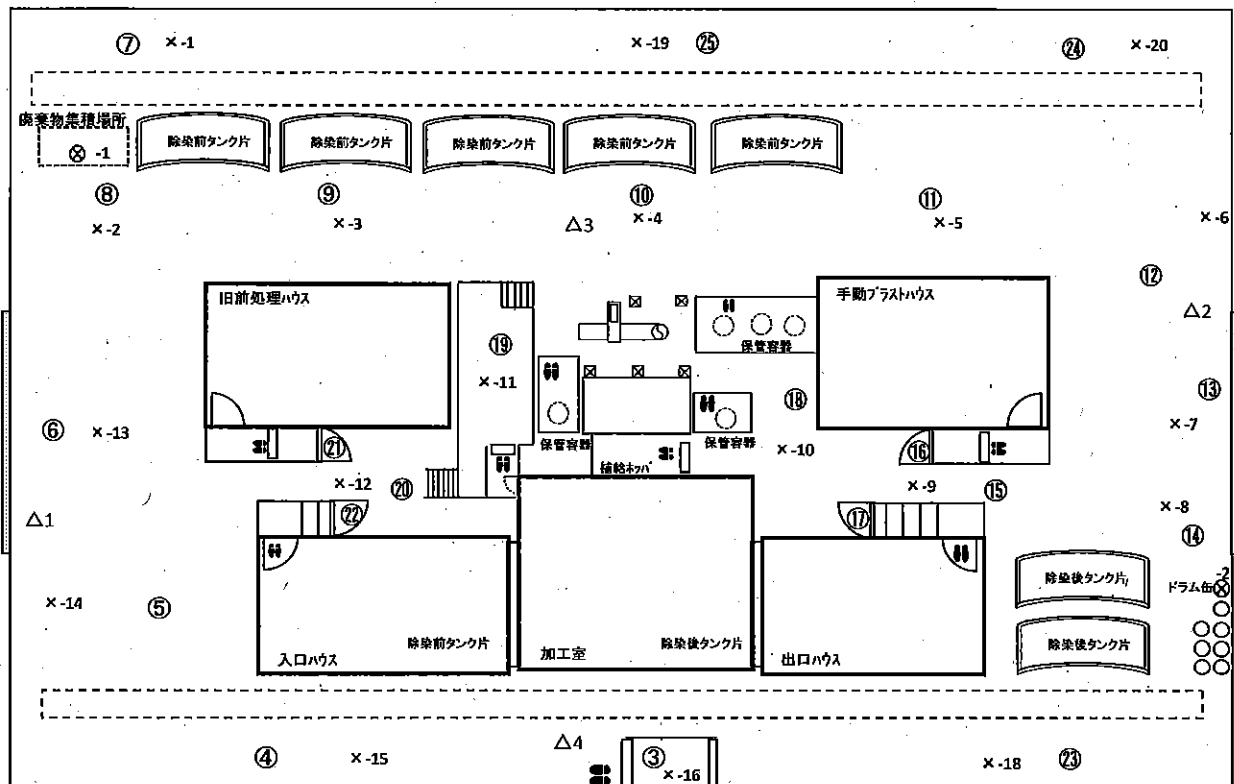 ⑦ ×-1 ×-19 ㉕ ㉔ ×-20
廃棄物集積場所
⊗ -1
除染前タンク片 除染前タンク片 除染前タンク片 除染前タンク片 除染前タンク片
⑧ ⑨ ⑩ ⑪
×-2 ×-3 △3 ×-4 ×-5 ×-6
⑫
旧前処理ハウス 手動ブラストハウス
△2
保管容器
⑲
×-11
⑱ ⑬
⑥ ×-13 ×-7
保管容器 保管容器
㉑ ×-10 ⑯
補給ホッパ
×-12 ⑳ ×-9 ⑮
△1 ㉒ ⑰ ×-8
⑭
除染後タンク片
-2
ドラム缶⊗
×-14 ⑤
除染前タンク片 除染後タンク片 除染後タンク片
入口ハウス 加工室 出口ハウス
④ ×-15 △4 ③ ×-16 ×-18 ㉓